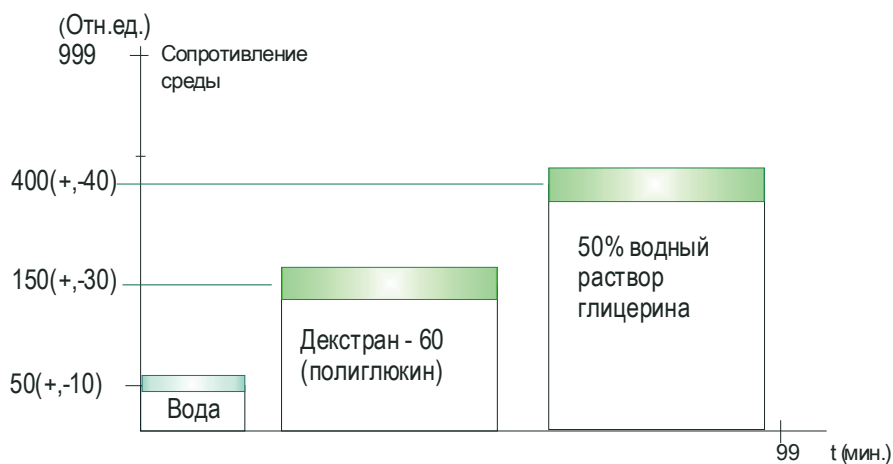 (Отн.ед.)
999
Сопротивление
среды
400(+,-40)
50% водный
раствор
глицерина
150(+,-30)
Декстран - 60
(полиглюкин)
50(+,-10)
Вода
99
t (мин.)